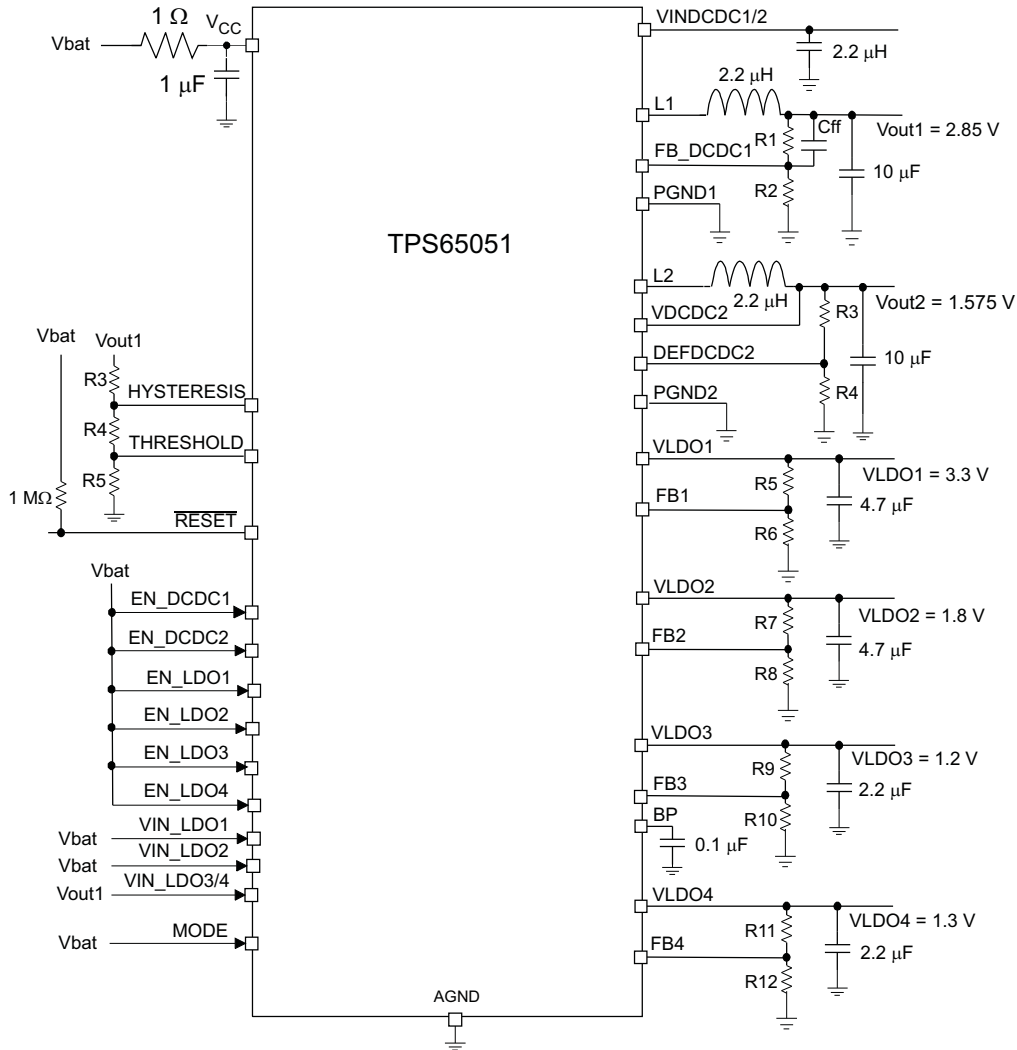 1 Ω
Vbat
VCC
1 μF
TPS65051
Vbat
Vout1
R3
HYSTERESIS
R4
THRESHOLD
R5
1 MΩ
RESET
Vbat
EN_DCDC1
EN_DCDC2
EN_LDO1
EN_LDO2
EN_LDO3
EN_LDO4
Vbat
VIN_LDO1
Vbat
VIN_LDO2
Vout1
VIN_LDO3/4
Vbat
MODE
AGND
VINDCDC1/2
2.2 μH
2.2 μH
L1
R1
Cff
Vout1 = 2.85 V
FB_DCDC1
R2
10 μF
PGND1
L2
2.2 μH
R3
Vout2 = 1.575 V
VDCDC2
DEFDCDC2
R4
10 μF
PGND2
VLDO1
R5
VLDO1 = 3.3 V
4.7 μF
FB1
R6
VLDO2
R7
VLDO2 = 1.8 V
4.7 μF
FB2
R8
VLDO3
R9
VLDO3 = 1.2 V
2.2 μF
FB3
R10
BP
0.1 μF
VLDO4
R11
VLDO4 = 1.3 V
2.2 μF
FB4
R12